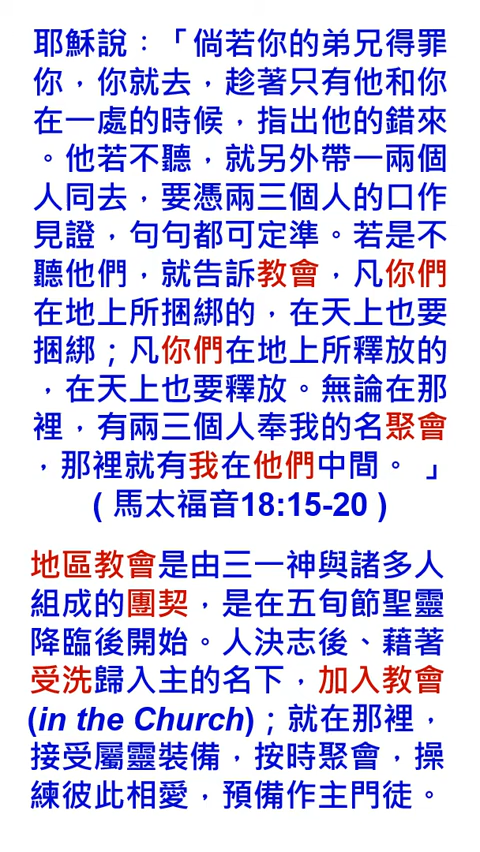 耶穌說：「倘若你的弟兄得罪
你，你就去，趁著只有他和你
在一處的時候，指出他的錯來
。他若不聽，就另外帶一兩個
人同去，要憑兩三個人的口作
見證，句句都可定準。若是不
聽他們，就告訴教會，凡你們
在地上所捆綁的，在天上也要
捆綁；凡你們在地上所釋放的
，在天上也要釋放。無論在那
裡，有兩三個人奉我的名聚會
，那裡就有我在他們中間。」
( 馬太福音18:15-20 )
地區教會是由三一神與諸多人
組成的團契，是在五旬節聖靈
降臨後開始。人決志後、藉著
受洗歸入主的名下，加入教會
(in the Church)；就在那裡，
接受屬靈裝備，按時聚會，操
練彼此相愛，預備作主門徒。